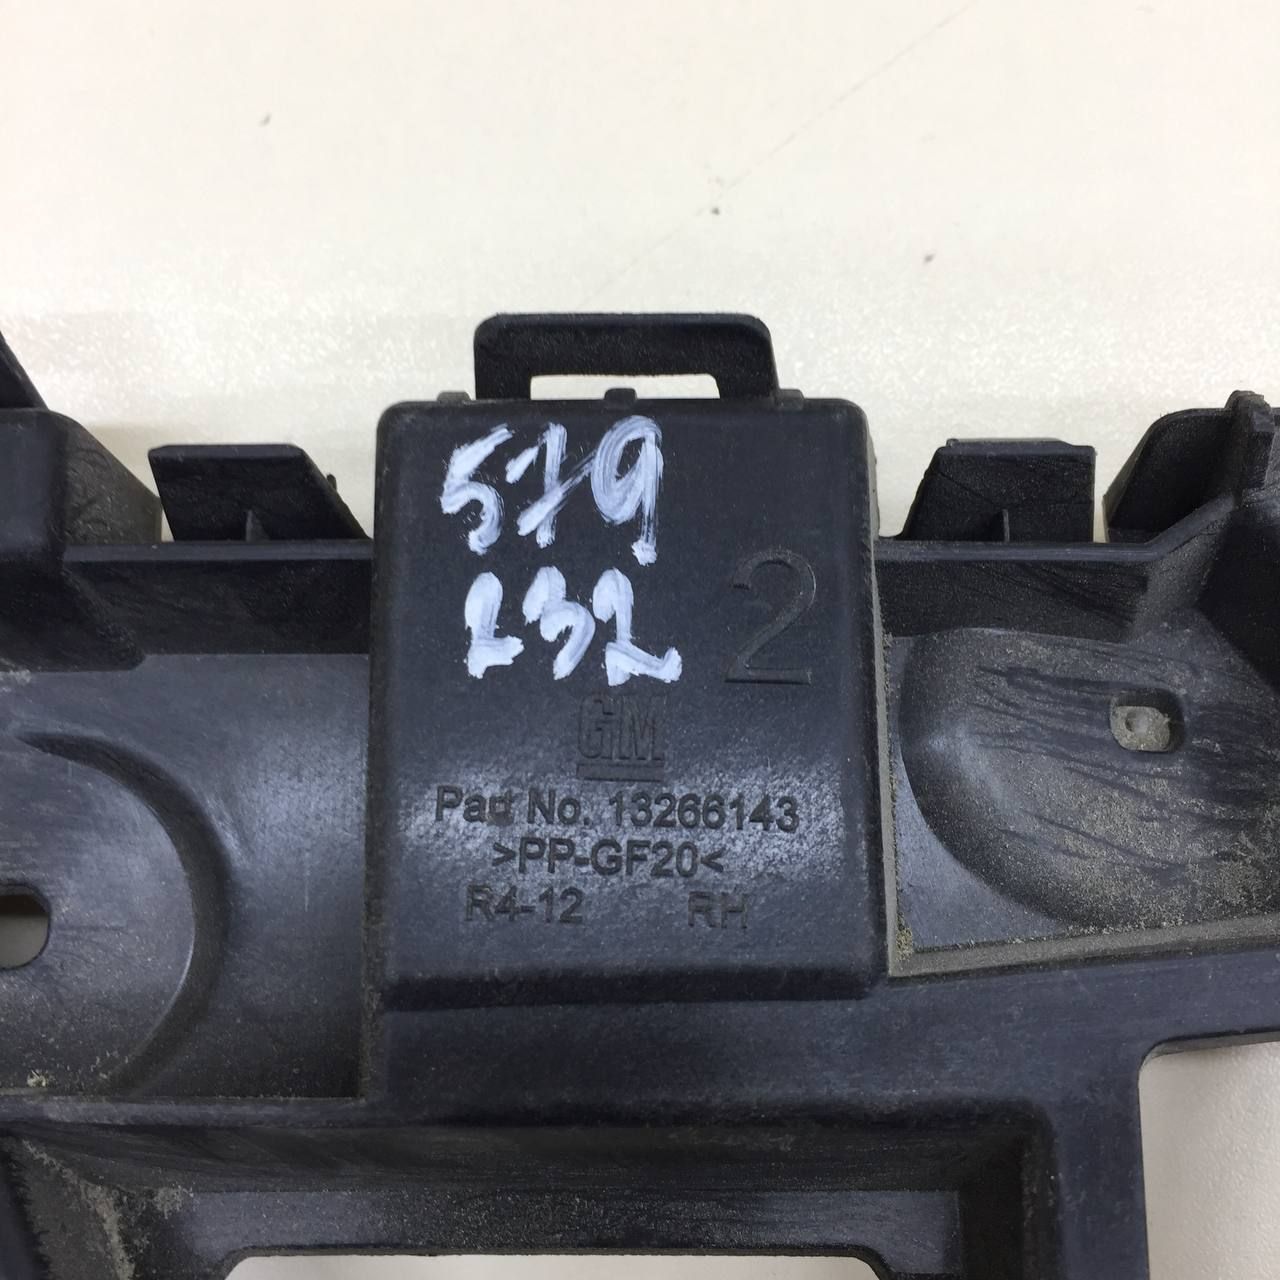 579
232
2
GM
Part No. 13266143
>PP-GF20<
R4-12 RH